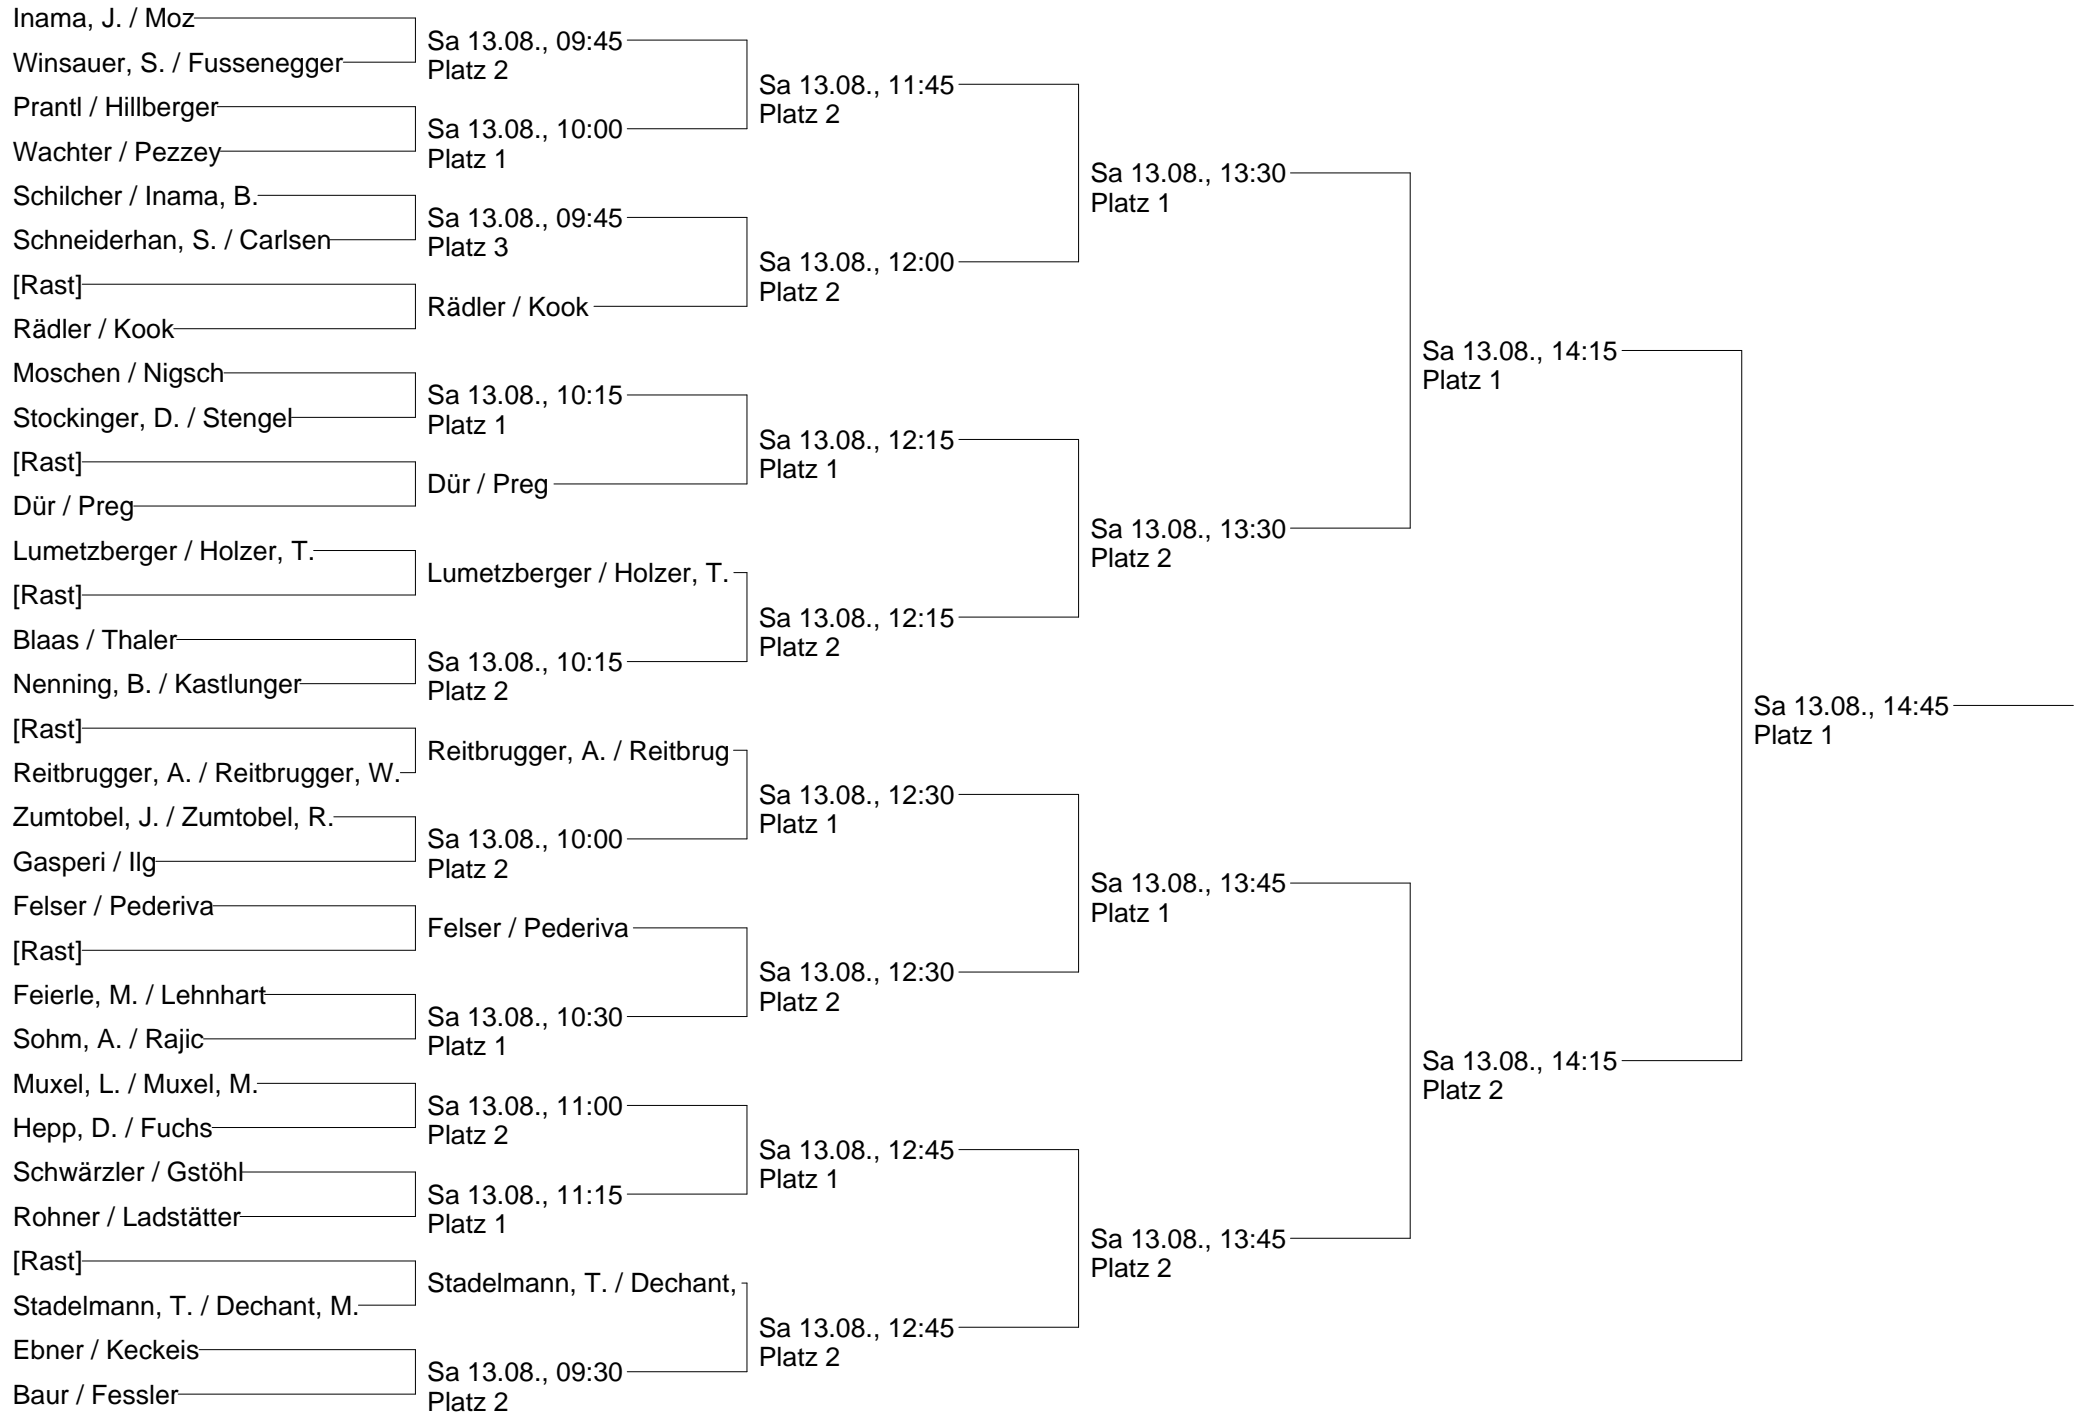 Inama, J. / Moz
Winsauer, S. / Fussenegger
Prantl / Hillberger
Wachter / Pezzey
Schilcher / Inama, B.
Schneiderhan, S. / Carlsen
[Rast]
Rädler / Kook
Moschen / Nigsch
Stockinger, D. / Stengel
[Rast]
Dür / Preg
Lumetzberger / Holzer, T.
[Rast]
Blaas / Thaler
Nenning, B. / Kastlunger
[Rast]
Reitbrugger, A. / Reitbrugger, W.
Zumtobel, J. / Zumtobel, R.
Gasperi / Ilg
Felser / Pederiva
[Rast]
Feierle, M. / Lehnhart
Sohm, A. / Rajic
Muxel, L. / Muxel, M.
Hepp, D. / Fuchs
Schwärzler / Gstöhl
Rohner / Ladstätter
[Rast]
Stadelmann, T. / Dechant, M.
Ebner / Keckeis
Baur / Fessler
Sa 13.08., 09:45
Platz 2
Sa 13.08., 10:00
Platz 1
Sa 13.08., 09:45
Platz 3
Rädler / Kook
Sa 13.08., 10:15
Platz 1
Dür / Preg
Lumetzberger / Holzer, T.
Sa 13.08., 10:15
Platz 2
Reitbrugger, A. / Reitbrug
Sa 13.08., 10:00
Platz 2
Felser / Pederiva
Sa 13.08., 10:30
Platz 1
Sa 13.08., 11:00
Platz 2
Sa 13.08., 11:15
Platz 1
Stadelmann, T. / Dechant,
Sa 13.08., 09:30
Platz 2
Sa 13.08., 11:45
Platz 2
Sa 13.08., 12:00
Platz 2
Sa 13.08., 12:15
Platz 1
Sa 13.08., 12:15
Platz 2
Sa 13.08., 12:30
Platz 1
Sa 13.08., 12:30
Platz 2
Sa 13.08., 12:45
Platz 1
Sa 13.08., 12:45
Platz 2
Sa 13.08., 13:30
Platz 1
Sa 13.08., 13:30
Platz 2
Sa 13.08., 13:45
Platz 1
Sa 13.08., 13:45
Platz 2
Sa 13.08., 14:15
Platz 1
Sa 13.08., 14:15
Platz 2
Sa 13.08., 14:45
Platz 1